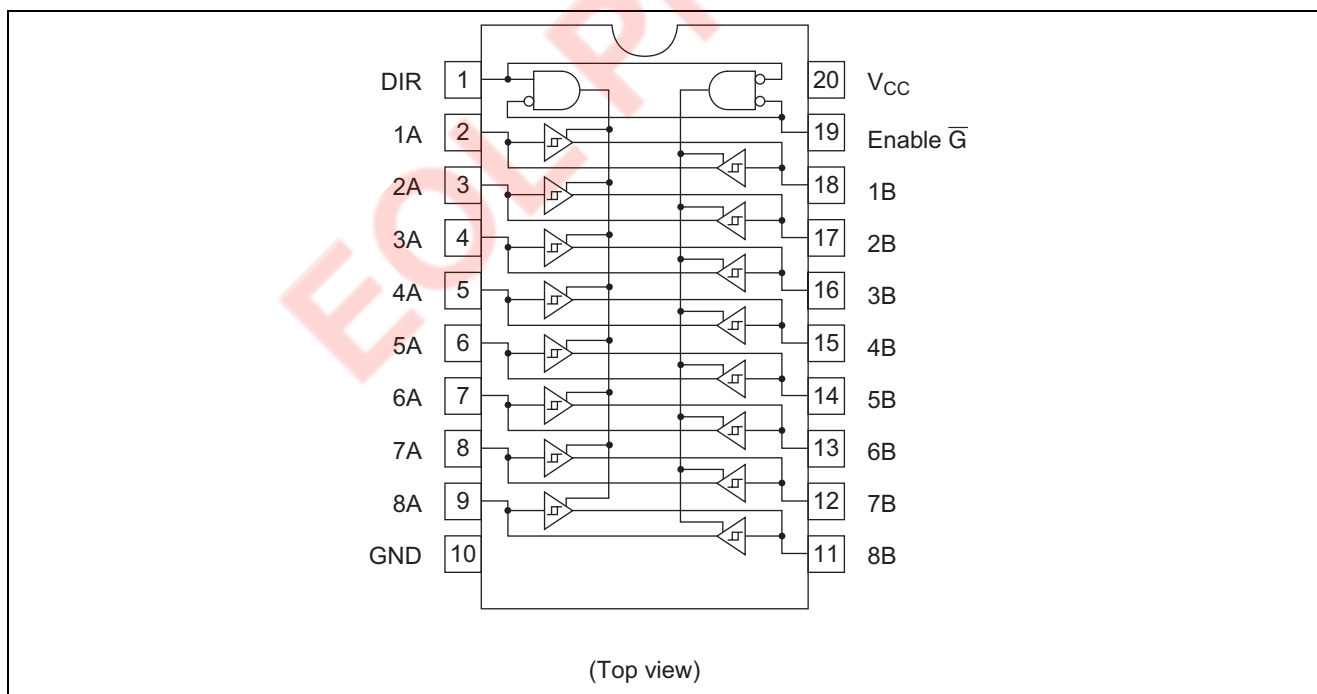 EOL P
DIR 1 20 VCC
1A 2 19 Enable G̅
2A 3 18 1B
3A 4 17 2B
4A 5 16 3B
5A 6 15 4B
6A 7 14 5B
7A 8 13 6B
8A 9 12 7B
GND 10 11 8B
(Top view)